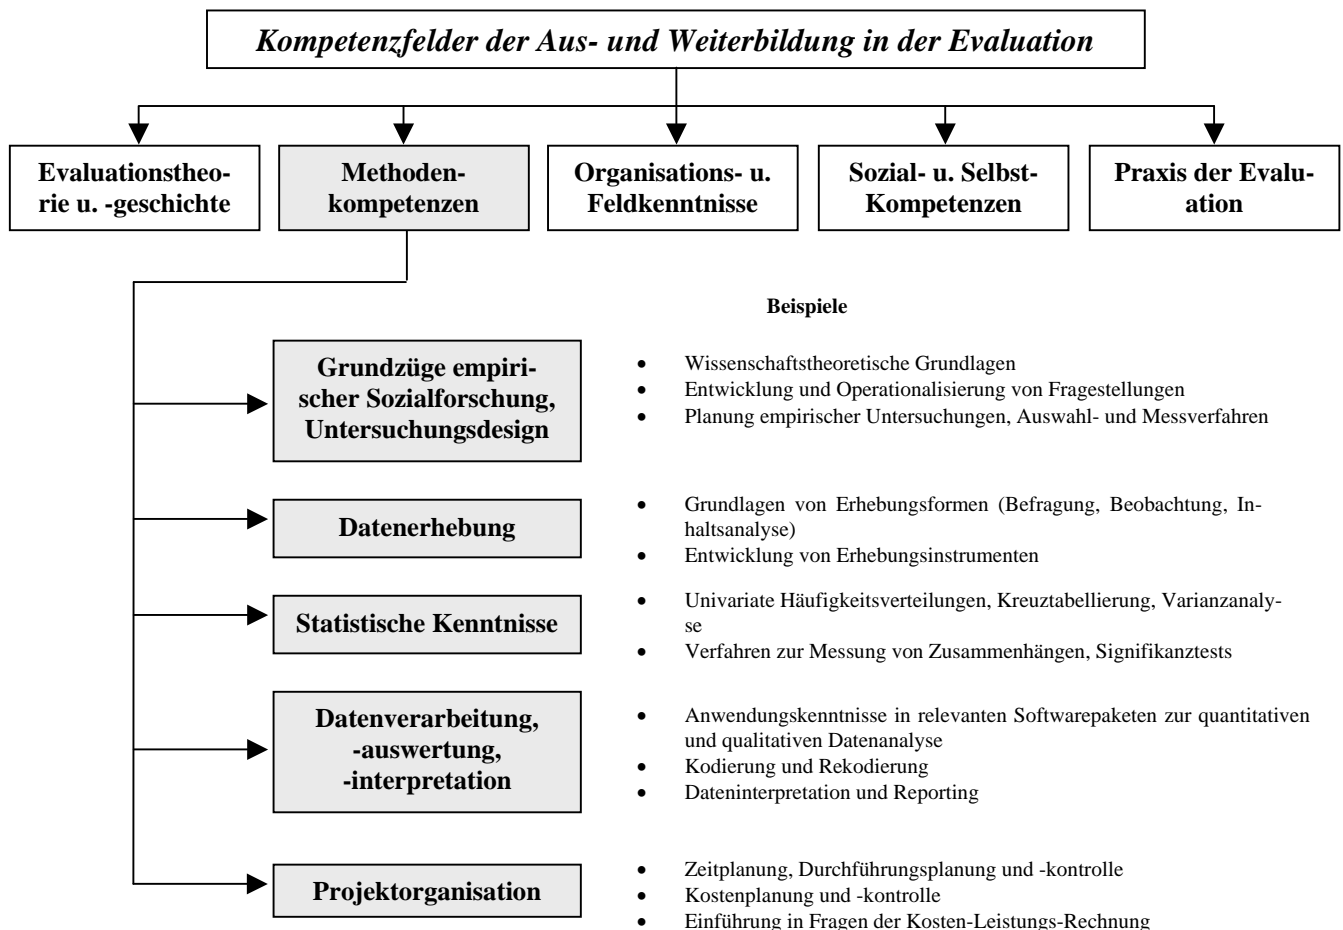 Kompetenzfelder der Aus- und Weiterbildung in der Evaluation
Evaluationstheo-
rie u. -geschichte
Methoden-
kompetenzen
Organisations- u.
Feldkenntnisse
Sozial- u. Selbst-
Kompetenzen
Praxis der Evalu-
ation
Beispiele
Grundzüge empiri-
scher Sozialforschung,
Untersuchungsdesign
• Wissenschaftstheoretische Grundlagen
• Entwicklung und Operationalisierung von Fragestellungen
• Planung empirischer Untersuchungen, Auswahl- und Messverfahren
Datenerhebung
• Grundlagen von Erhebungsformen (Befragung, Beobachtung, In-
haltsanalyse)
• Entwicklung von Erhebungsinstrumenten
Statistische Kenntnisse
• Univariate Häufigkeitsverteilungen, Kreuztabellierung, Varianzanaly-
se
• Verfahren zur Messung von Zusammenhängen, Signifikanztests
Datenverarbeitung,
-auswertung,
-interpretation
• Anwendungskenntnisse in relevanten Softwarepaketen zur quantitativen
und qualitativen Datenanalyse
• Kodierung und Rekodierung
• Dateninterpretation und Reporting
Projektorganisation
• Zeitplanung, Durchführungsplanung und -kontrolle
• Kostenplanung und -kontrolle
• Einführung in Fragen der Kosten-Leistungs-Rechnung